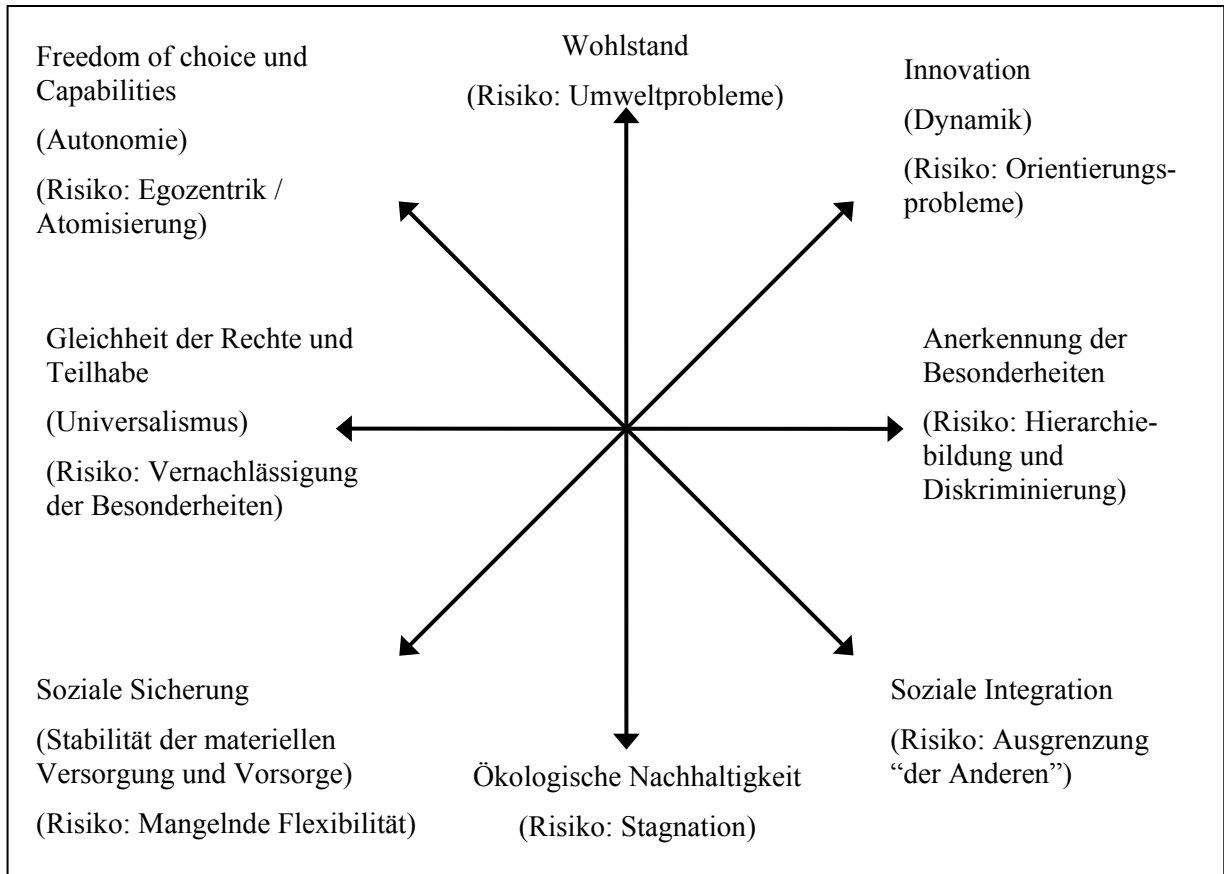 Freedom of choice und
Capabilities
(Autonomie)
(Risiko: Egozentrik /
Atomisierung)
Wohlstand
(Risiko: Umweltprobleme)
Innovation
(Dynamik)
(Risiko: Orientierungs-
probleme)
Gleichheit der Rechte und
Teilhabe
(Universalismus)
(Risiko: Vernachlässigung
der Besonderheiten)
Anerkennung der
Besonderheiten
(Risiko: Hierarchie-
bildung und
Diskriminierung)
Soziale Sicherung
(Stabilität der materiellen
Versorgung und Vorsorge)
(Risiko: Mangelnde Flexibilität)
Ökologische Nachhaltigkeit
(Risiko: Stagnation)
Soziale Integration
(Risiko: Ausgrenzung
“der Anderen”)